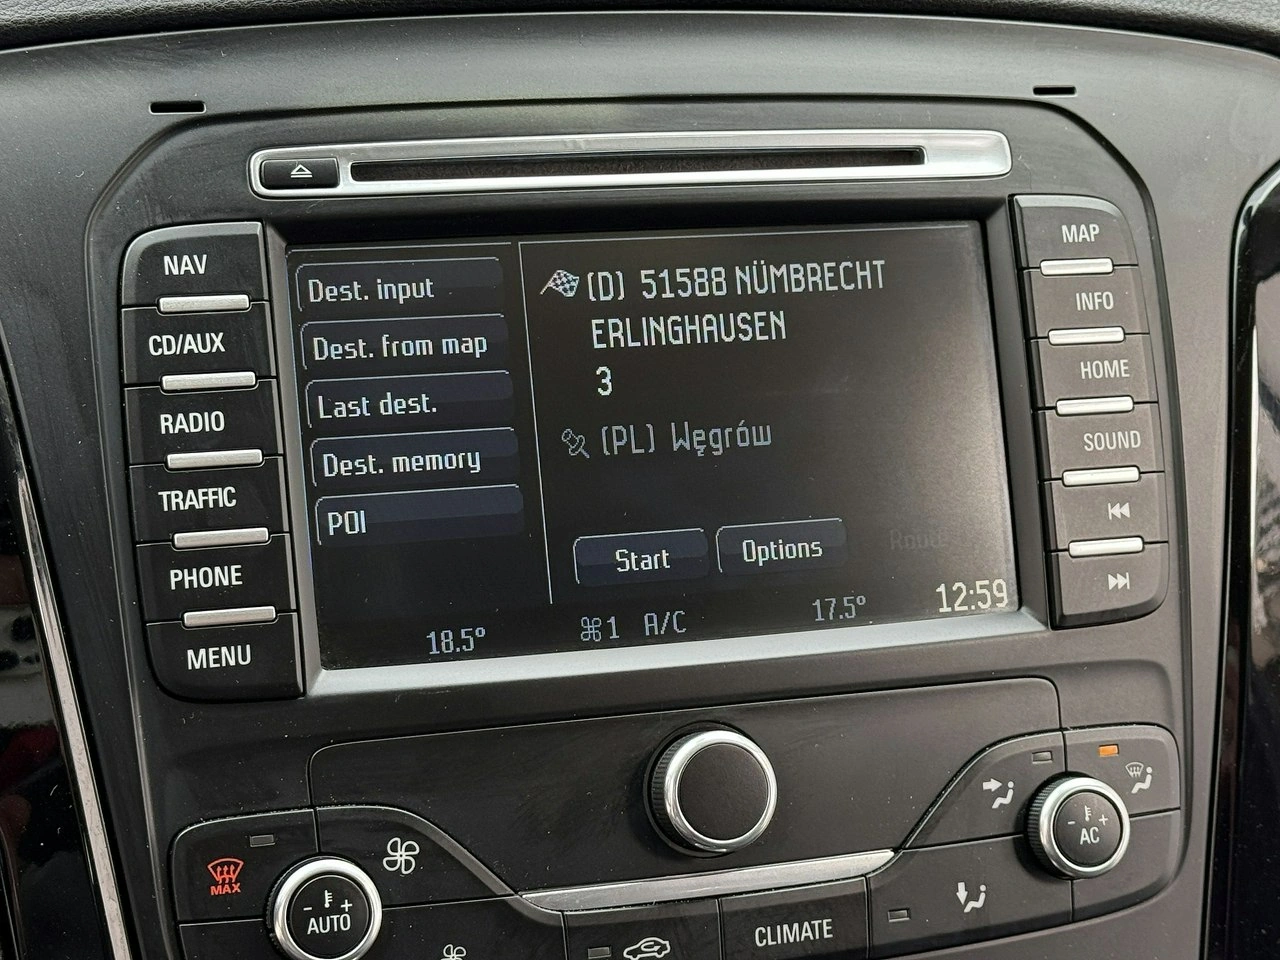 NAV
CD/AUX
RADIO
TRAFFIC
PHONE
MENU
Dest. input
Dest. from map
Last dest.
Dest. memory
POI
(D) 51588 NÜMBRECHT
ERLINGHAUSEN
3
(PL) Węgrów
Start
Options
18.5°
1 A/C
17.5°
12:59
MAP
INFO
HOME
SOUND
MAX
- +
AUTO
CLIMATE
- +
AC